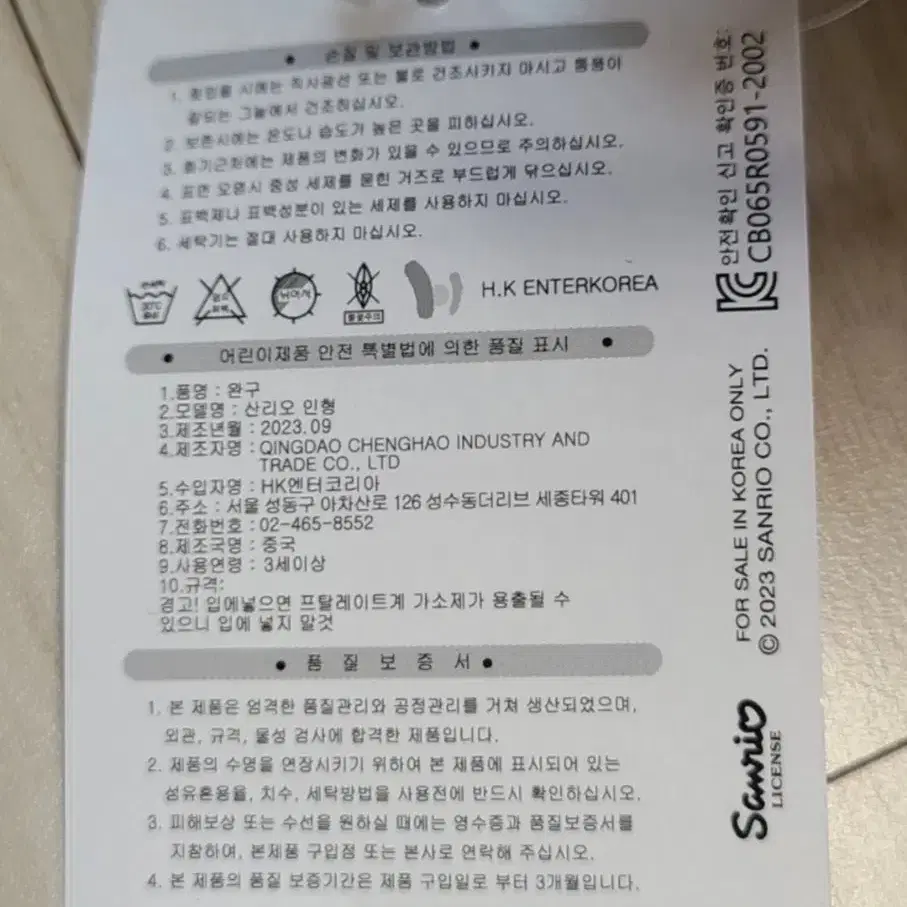 • 손질 및 보관방법 •
1. 횟빙를 시에는 직사광선 또는 불로 건조시키지 마시고 통풍이
잘되는 그늘에서 건조하십시오.
2. 보존시에는 온도나 습도가 높은 곳을 피하십시오.
3. 화기근처에는 제품의 변화가 있을 수 있으므로 주의하십시오.
4. 표면 오염시 중성 세제를 묻힌 거즈로 부드럽게 닦으십시오.
5. 표백제나 표백성분이 있는 세제를 사용하지 마십시오.
6. 세탁기는 절대 사용하지 마십시오.
30℃
염소
표백
뉘어서
불꽃주의
H.K ENTERKOREA
• 어린이제품 안전 특별법에 의한 품질 표시 •
1.품명 : 완구
2.모델명 : 산리오 인형
3.제조년월 : 2023.09
4.제조자명 : QINGDAO CHENGHAO INDUSTRY AND
TRADE CO., LTD
5.수입자명 : HK엔터코리아
6.주소 : 서울 성동구 아차산로 126 성수동더리브 세종타워 401
7.전화번호 : 02-465-8552
8.제조국명 : 중국
9.사용연령 : 3세이상
10.규격:
경고! 입에넣으면 프탈레이트계 가소제가 용출될 수
있으니 입에 넣지 말것
• 품 질 보 증 서 •
1. 본 제품은 엄격한 품질관리와 공정관리를 거쳐 생산되었으며,
외관, 규격, 물성 검사에 합격한 제품입니다.
2. 제품의 수명을 연장시키기 위하여 본 제품에 표시되어 있는
섬유혼용율, 치수, 세탁방법을 사용전에 반드시 확인하십시오.
3. 피해보상 또는 수선을 원하실 때에는 영수증과 품질보증서를
지참하여, 본제품 구입점 또는 본사로 연락해 주십시오.
4. 본 제품의 품질 보증기간은 제품 구입일로 부터 3개월입니다.
안전확인 신고 확인증 번호:
CB065R0591-2002
FOR SALE IN KOREA ONLY
© 2023 SANRIO CO., LTD.
Sanrio
LICENSE